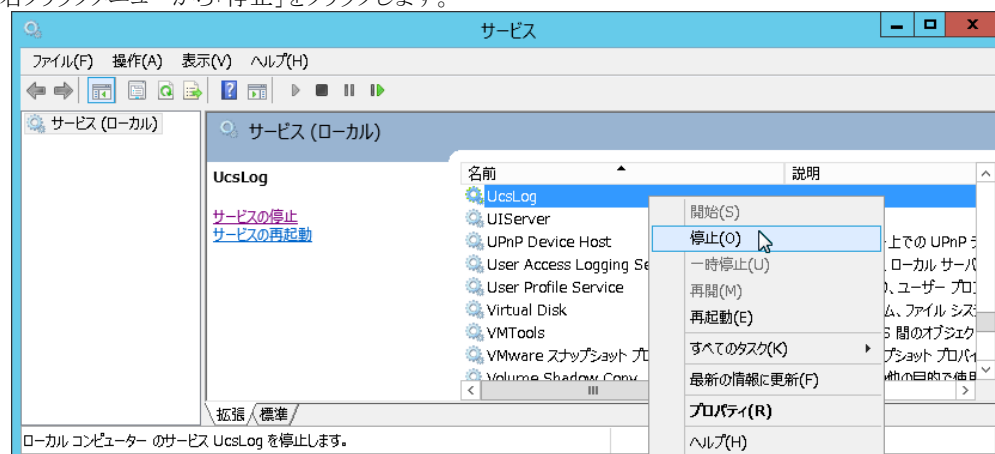 右クリックメニューから「停止」をクリックします。
サービス
ファイル(F) 操作(A) 表示(V) ヘルプ(H)
サービス (ローカル)
サービス (ローカル)
UcsLog
サービスの停止
サービスの再起動
名前 説明
UcsLog
UIServer
UPnP Device Host
上での UPnP
User Access Logging Se
ローカル サーバ
User Profile Service
、ユーザー プロ
Virtual Disk
ム、ファイル シス
VMTools
間のオブジェク
VMware スナップショット プロ
プショット プロバイ
Volume Shadow Copy
他の目的で使用
開始(S)
停止(O)
一時停止(U)
再開(M)
再起動(E)
すべてのタスク(K)
最新の情報に更新(F)
プロパティ(R)
ヘルプ(H)
拡張 標準
ローカル コンピューター のサービス UcsLog を停止します。